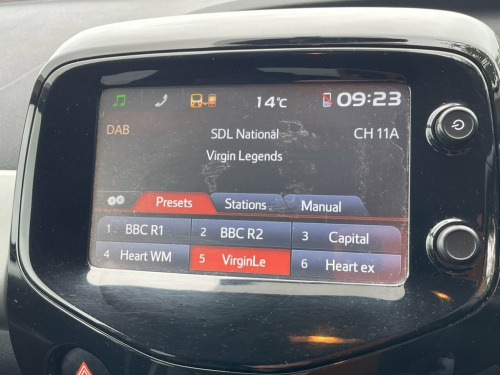 14°C 09:23
DAB SDL National CH 11A
Virgin Legends
Presets Stations Manual
1 BBC R1 2 BBC R2 3 Capital
4 Heart WM 5 VirginLe 6 Heart ex